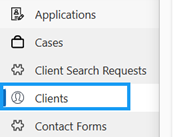 Applications
Cases
Client Search Requests
Clients
Contact Forms